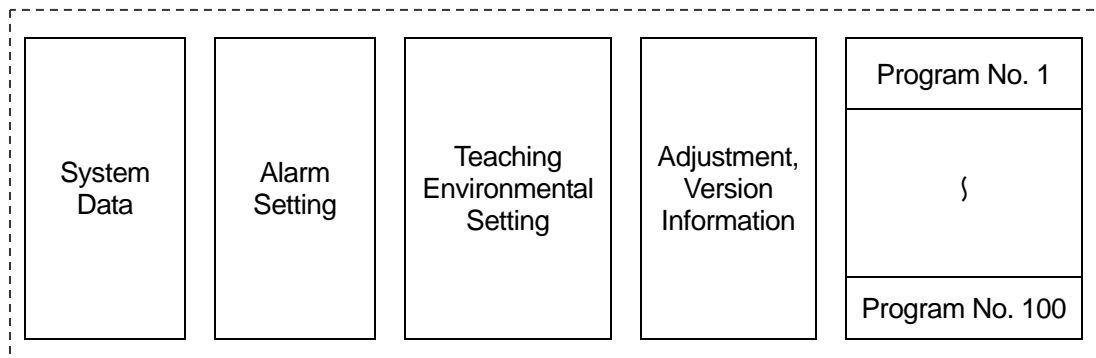 System
Data
Alarm
Setting
Teaching
Environmental
Setting
Adjustment,
Version
Information
Program No. 1
Program No. 100